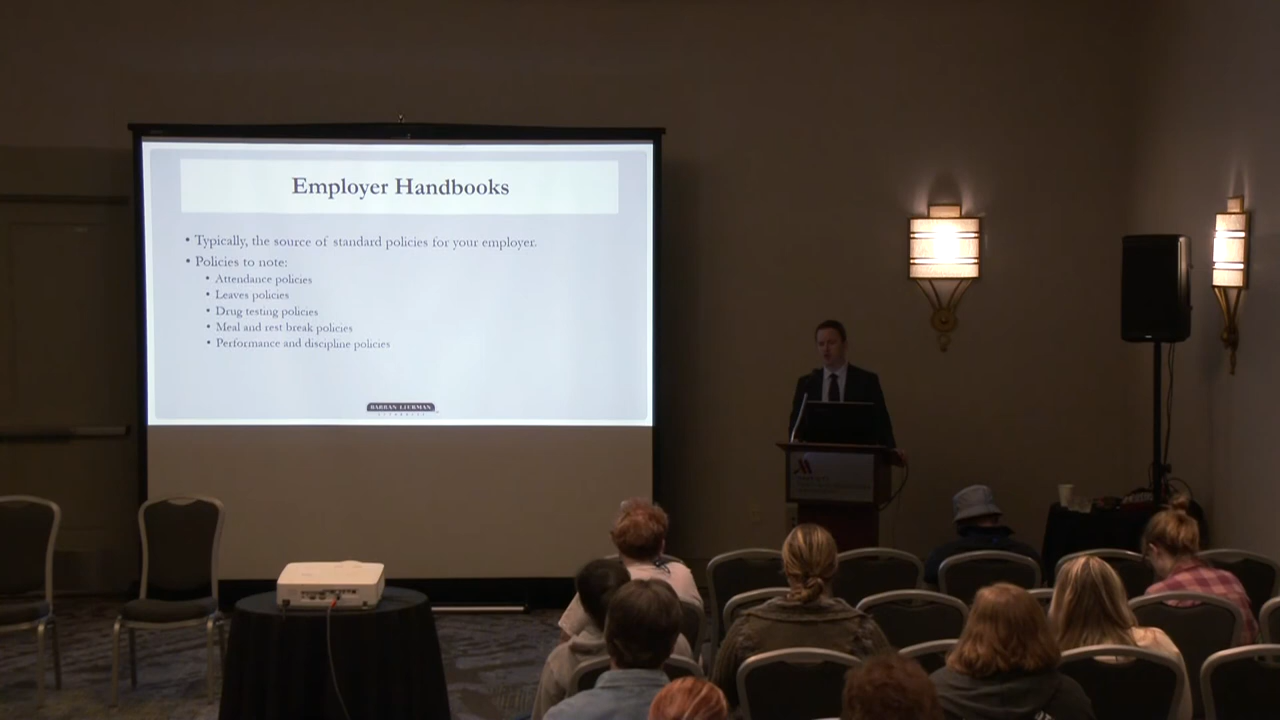 Employer Handbooks
• Typically, the source of standard policies for your employer.
• Policies to note:
• Attendance policies
• Leaves policies
• Drug testing policies
• Meal and rest break policies
• Performance and discipline policies
BARRAN LIEBMAN